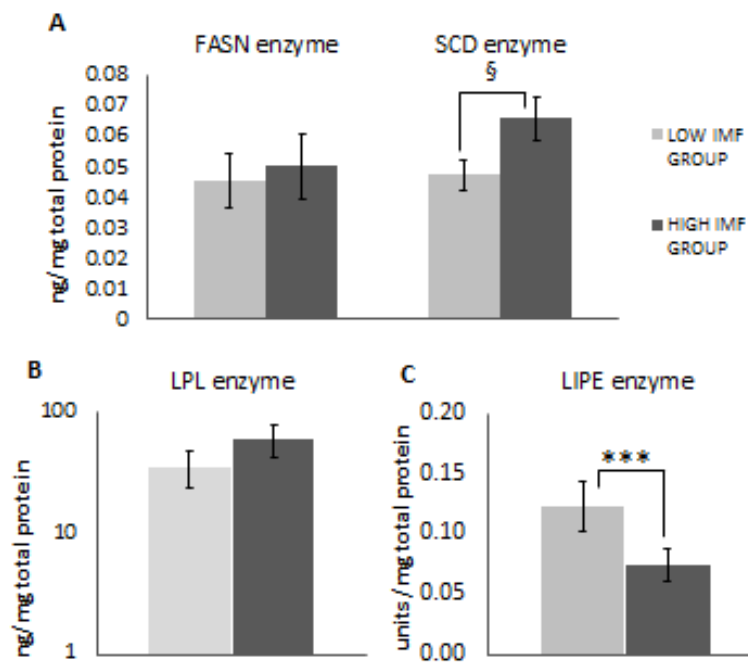 A
FASN enzyme
SCD enzyme
§
0.08
0.07
0.06
0.05
0.04
0.03
0.02
0.01
0
ng/mg total protein
LOW IMF
GROUP
HIGH IMF
GROUP
B
LPL enzyme
100
10
1
ng/mg total protein
C
LIPE enzyme
0.20
0.15
0.10
0.05
0.00
units/mg total protein
***